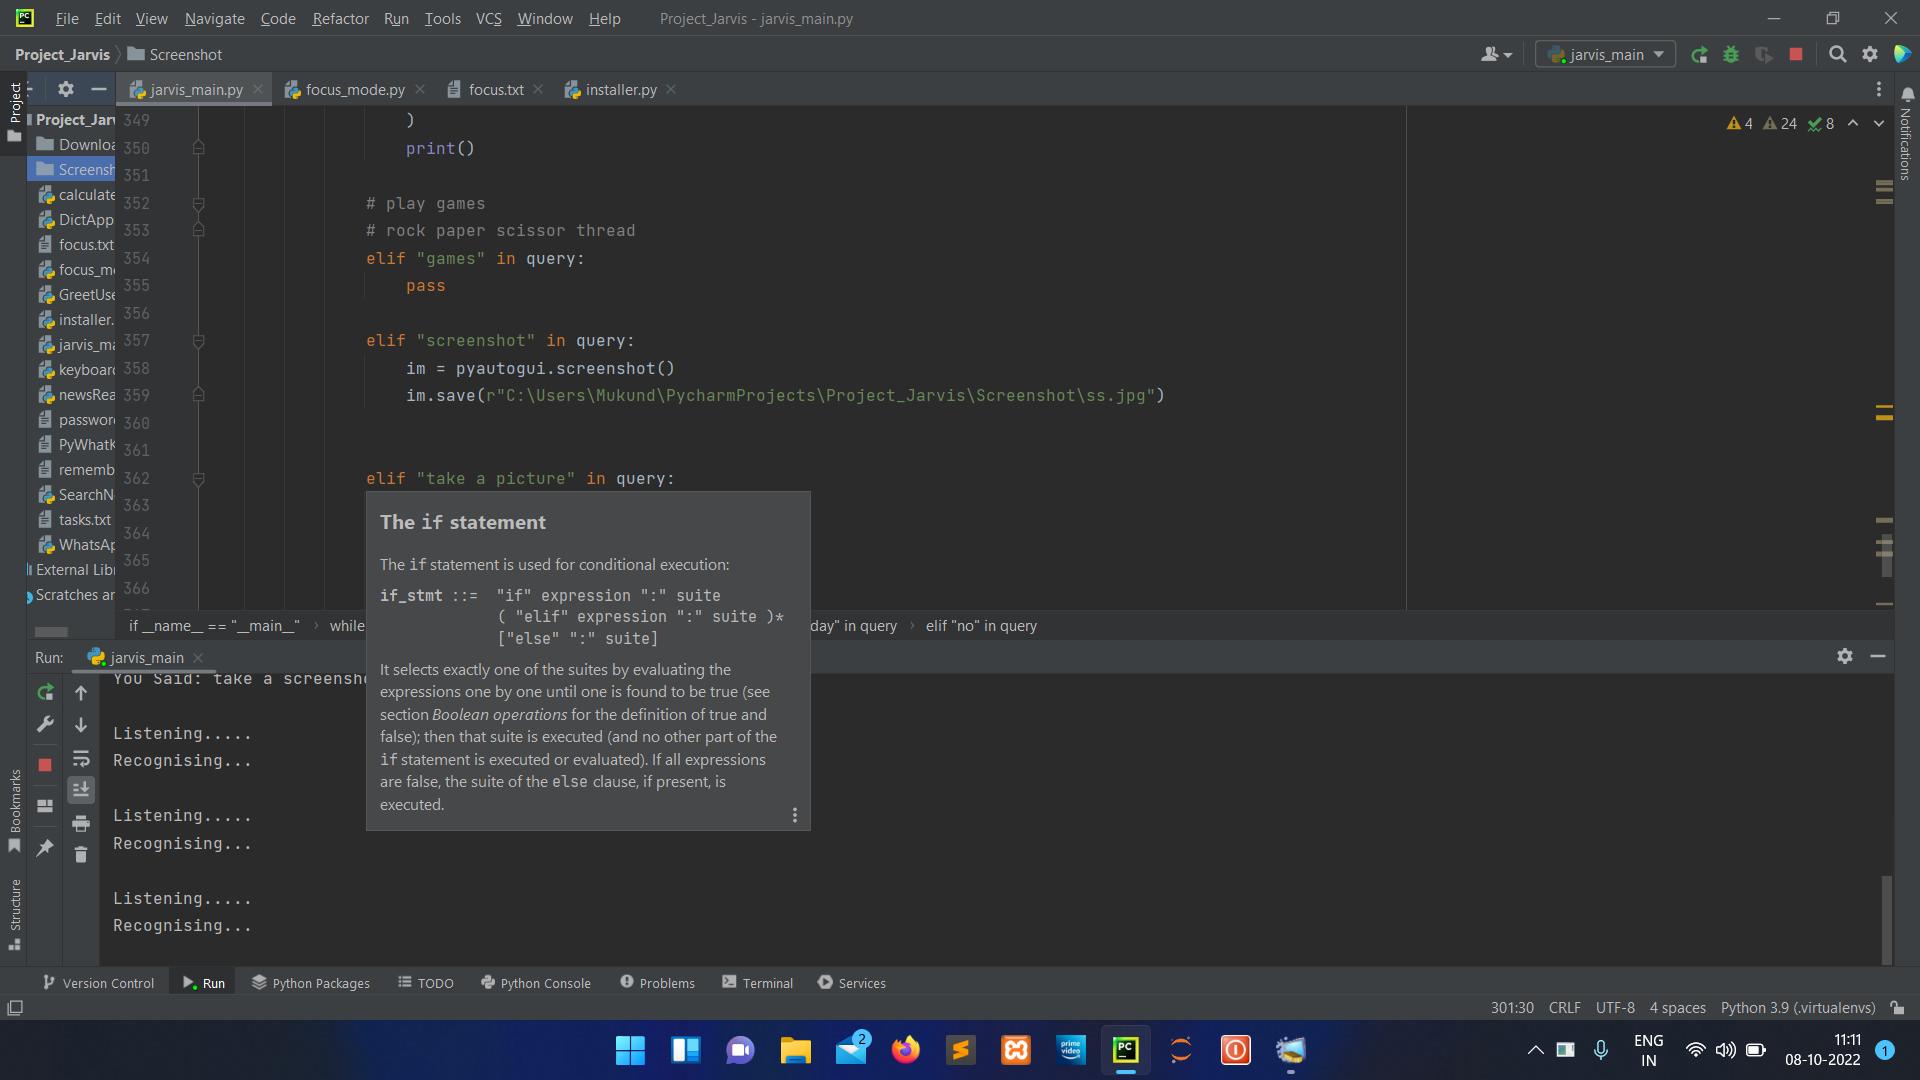 File Edit View Navigate Code Refactor Run Tools VCS Window Help Project_Jarvis - jarvis_main.py
Project_Jarvis Screenshot jarvis_main
jarvis_main.py focus_mode.py focus.txt installer.py
Project
Notifications
Bookmarks
Structure
Project_Jar
Downloa
Screensh
calculate
DictApp
focus.txt
focus_m
GreetUse
installer.
jarvis_ma
keyboard
newsRea
password
PyWhatK
rememb
SearchN
tasks.txt
WhatsAp
External Lib
Scratches an
4 24 8
349 )
350 print()
351
352 # play games
353 # rock paper scissor thread
354 elif "games" in query:
355 pass
356
357 elif "screenshot" in query:
358 im = pyautogui.screenshot()
359 im.save(r"C:\Users\Mukund\PycharmProjects\Project_Jarvis\Screenshot\ss.jpg")
360
361
362 elif "take a picture" in query:
363
364
365
366
The if statement
The if statement is used for conditional execution:
if_stmt ::= "if" expression ":" suite
( "elif" expression ":" suite )*
["else" ":" suite]
It selects exactly one of the suites by evaluating the
expressions one by one until one is found to be true (see
section Boolean operations for the definition of true and
false); then that suite is executed (and no other part of the
if statement is executed or evaluated). If all expressions
are false, the suite of the else clause, if present, is
executed.
if __name__ == "__main__" › while day" in query › elif "no" in query
Run: jarvis_main
You Said: take a screensho
Listening.....
Recognising...
Listening.....
Recognising...
Listening.....
Recognising...
Version Control Run Python Packages TODO Python Console Problems Terminal Services
301:30 CRLF UTF-8 4 spaces Python 3.9 (.virtualenvs)
PC 2 prime video
ENG
IN
11:11
08-10-2022
1